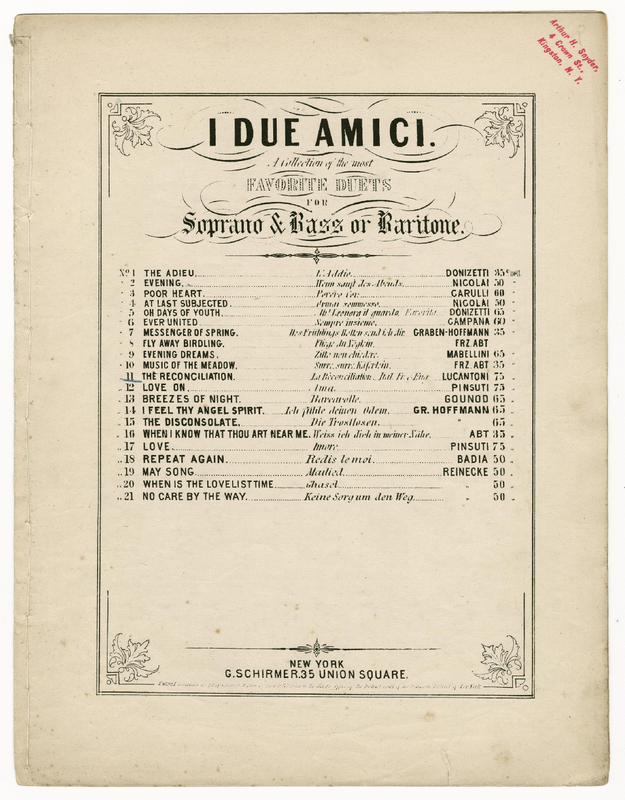 Arthur H. Snyder,
4 Crown St.,
Kingston, N. Y.
I DUE AMICI.
A Collection of the most
FAVORITE DUETS
FOR
Soprano & Bass or Baritone.
No 1 THE ADIEU. L'Addio. DONIZETTI 35
" 2 EVENING. Wenn sanft des Abends. NICOLAI 50 "
" 3 POOR HEART. CARULLI 60 "
" 4 AT LAST SUBJECTED. NICOLAI 50 "
" 5 OH DAYS OF YOUTH. Favorita. DONIZETTI 65 "
" 6 EVER UNITED Sempre insieme. CAMPANA 60 "
" 7 MESSENGER OF SPRING. GRABEN-HOFFMANN 35 "
" 8 FLY AWAY BIRDLING. FRZ. ABT
" 9 EVENING DREAMS. MABELLINI 65 "
" 10 MUSIC OF THE MEADOW. FRZ. ABT 35 "
" 11 THE RECONCILIATION. La Réconciliation. LUCANTONI 75 "
" 12 LOVE ON. Ama. PINSUTI 75 "
" 13 BREEZES OF NIGHT. Barcarolle. GOUNOD 65 "
" 14 I FEEL THY ANGEL SPIRIT. Ich fühle deinen Odem. GR. HOFFMANN 65 "
" 15 THE DISCONSOLATE. Die Trostlosen. " 65 "
" 16 WHEN I KNOW THAT THOU ART NEAR ME. Weiss ich dich in meiner Nähe. ABT 35 "
" 17 LOVE. Amore. PINSUTI 75 "
" 18 REPEAT AGAIN. Redis le moi. BADIA 50 "
" 19 MAY SONG. Mailied. REINECKE 50 "
" 20 WHEN IS THE LOVELIST TIME. Ghasel. " 50 "
" 21 NO CARE BY THE WAY. Keine Sorg um den Weg. " 50 "
NEW YORK
G. SCHIRMER. 35 UNION SQUARE.